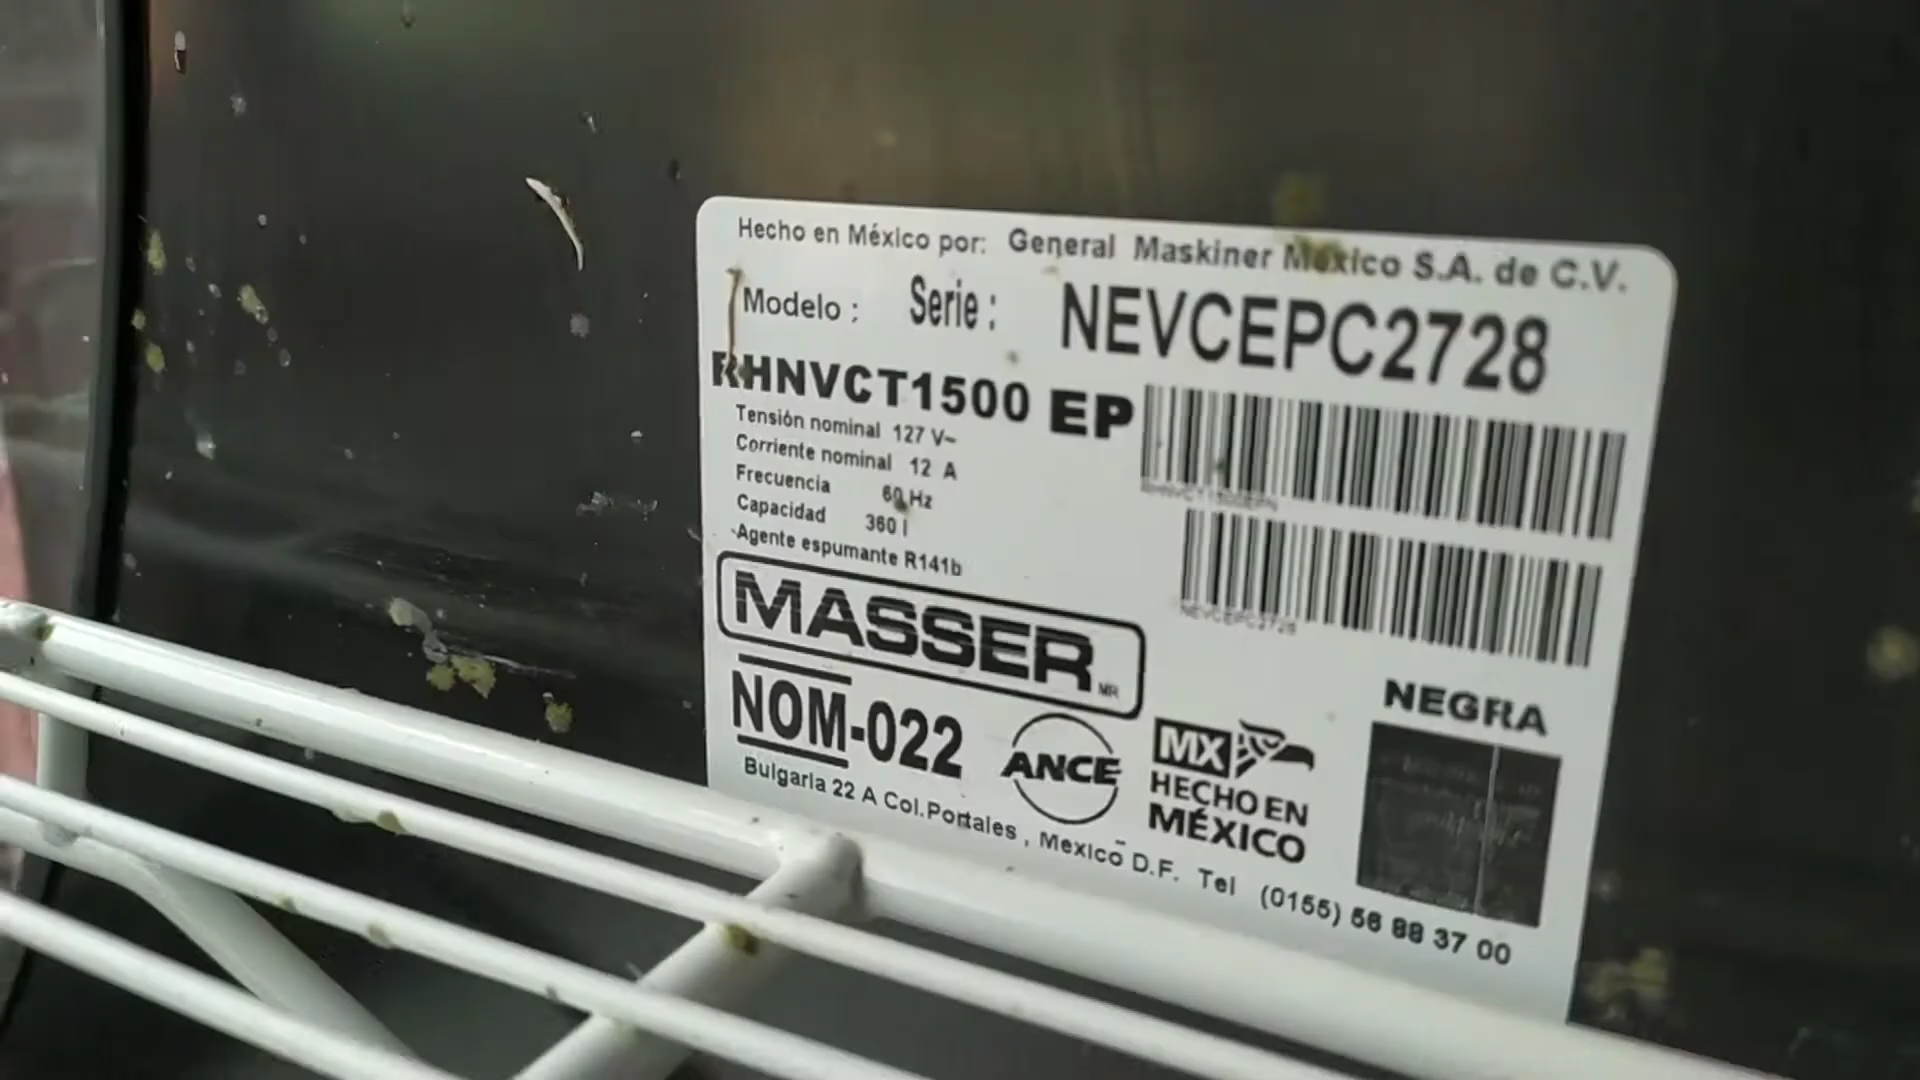 Hecho en México por: General Maskiner México S.A. de C.V.
Modelo : Serie : NEVCEPC2728
RHNVCT1500 EP
Tensión nominal 127 V~
Corriente nominal 12 A
Frecuencia 60 Hz
Capacidad 360 l
Agente espumante R141b
NEVCEPC2728
MASSER MR
NOM-022
ANCE
MX
HECHO EN
MÉXICO
NEGRA
Bulgaria 22 A Col.Portales , Mexico D.F. Tel (0155) 56 88 37 00